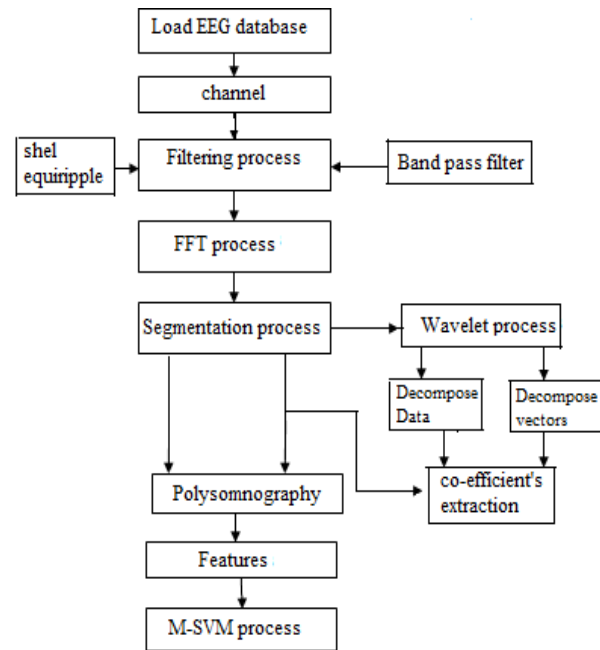 Load EEG database
channel
shel
equiripple
Filtering process
Band pass filter
FFT process
Segmentation process
Wavelet process
Decompose
Data
Decompose
vectors
Polysomnography
co-efficient's
extraction
Features
M-SVM process